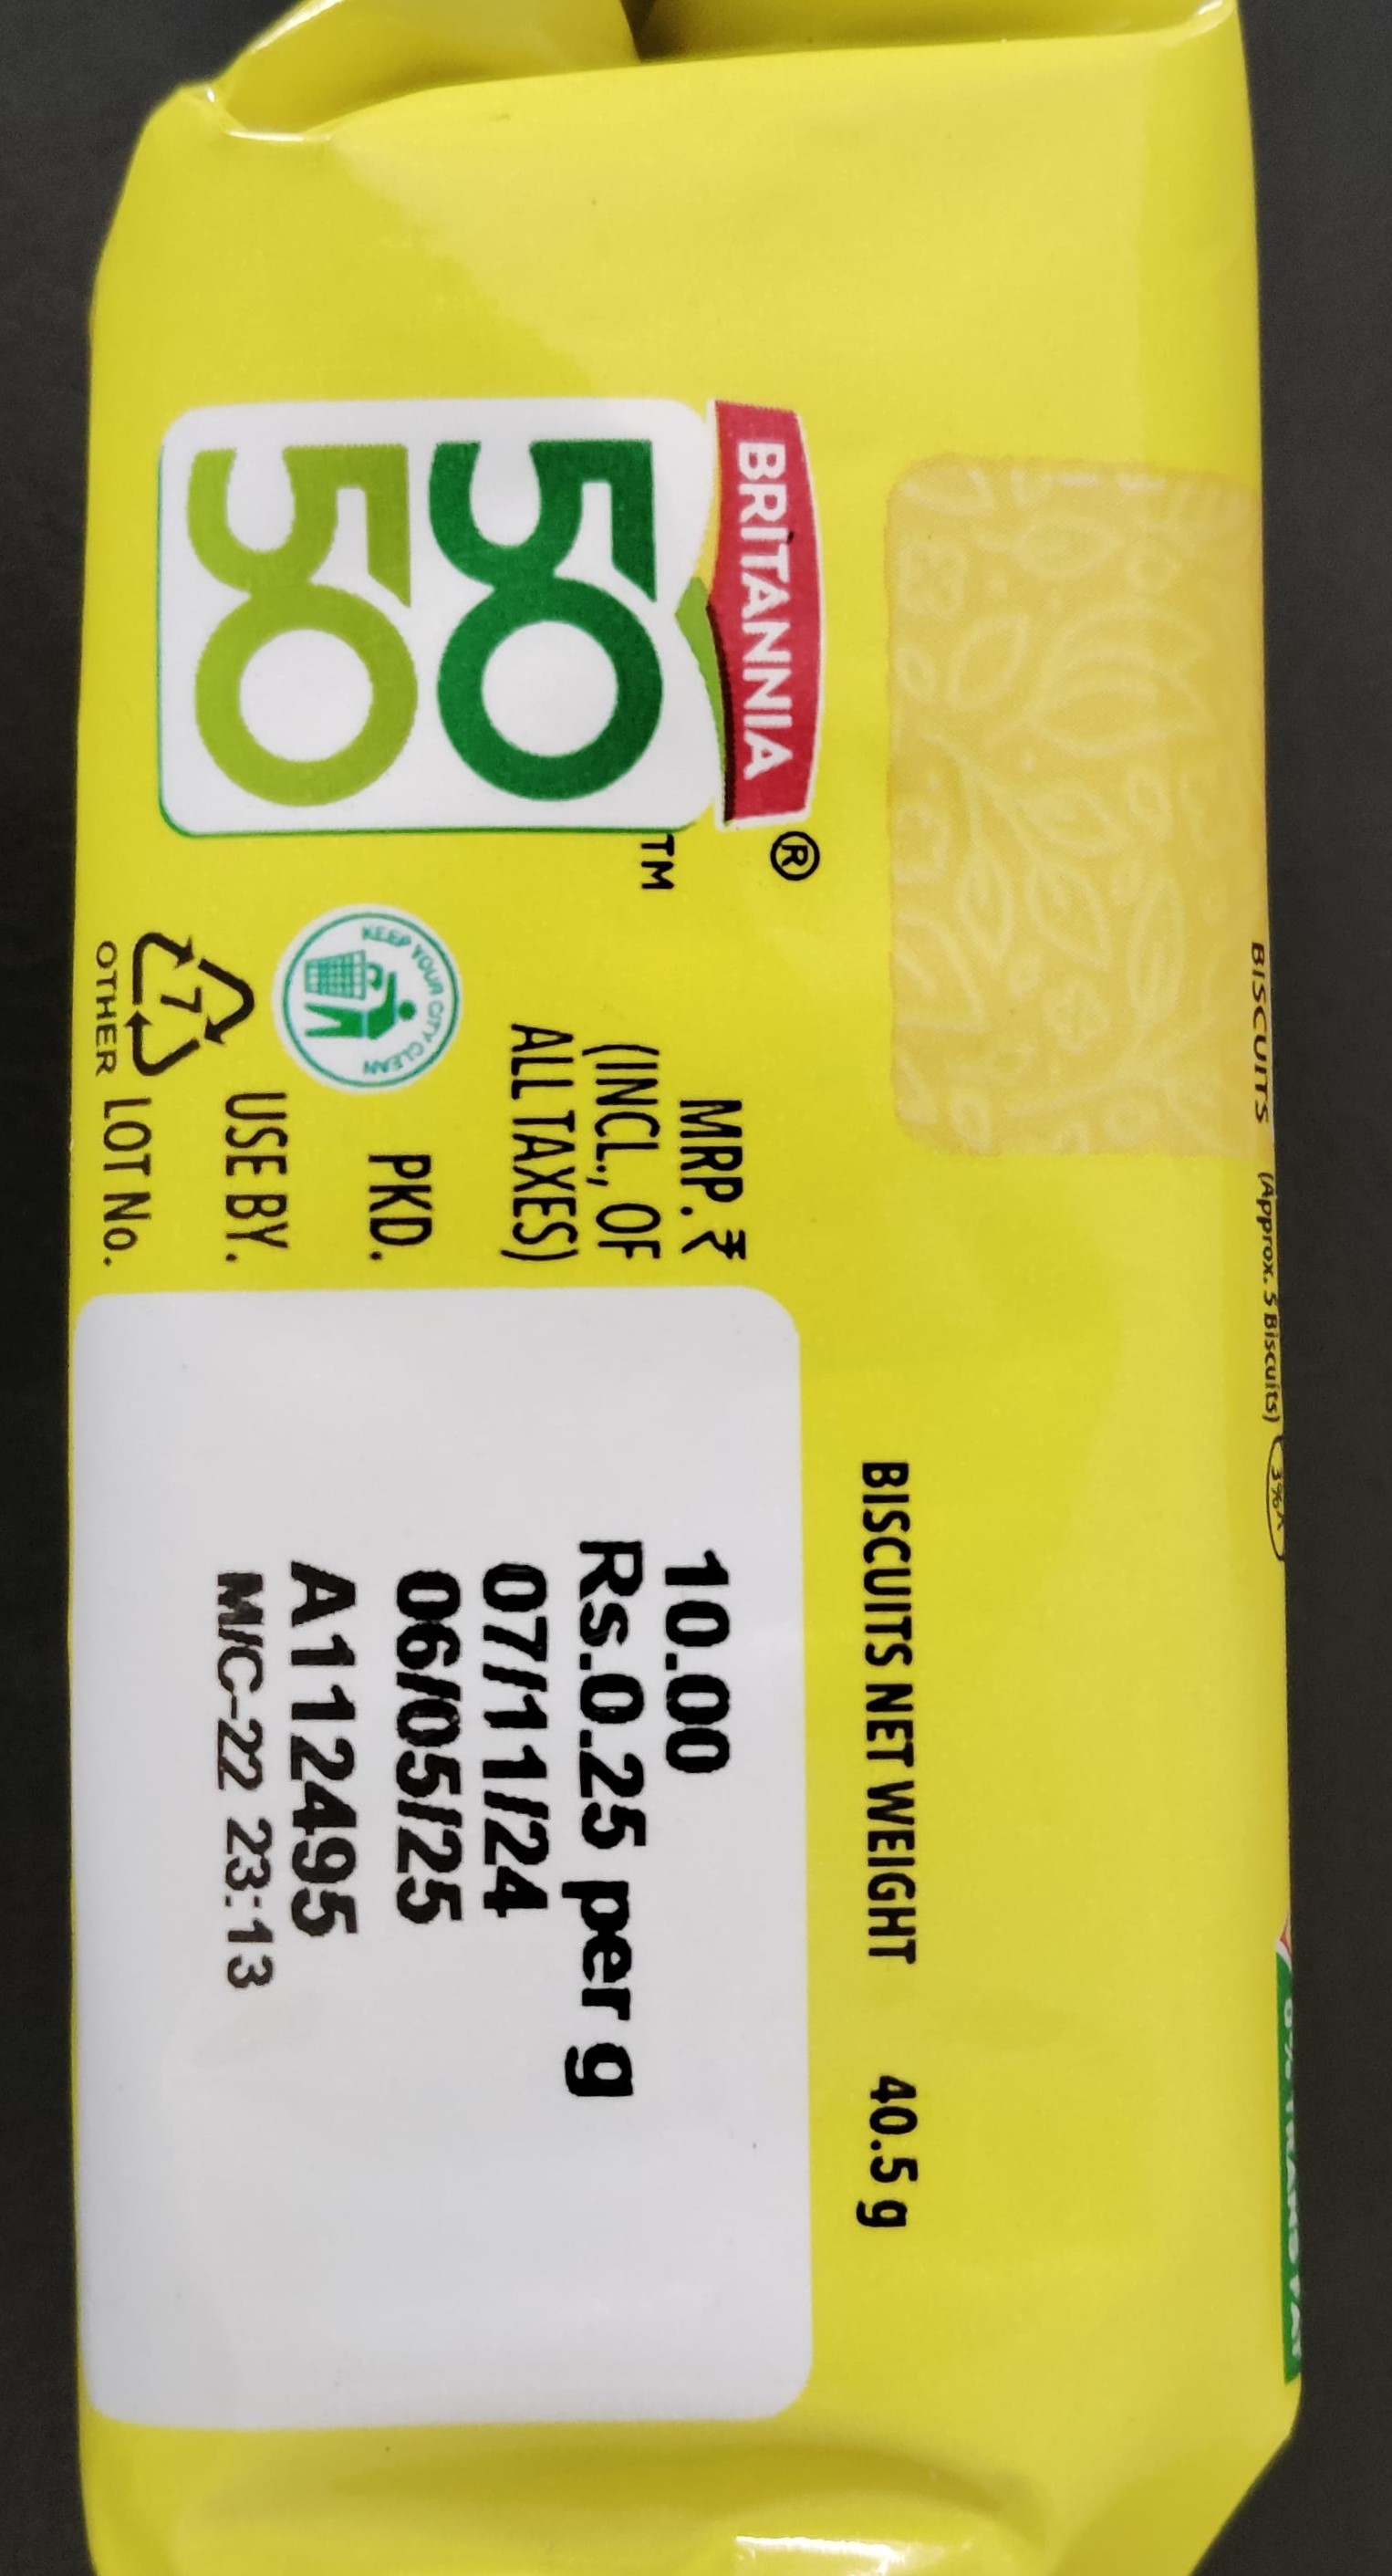 BISCUITS (Approx. 5 Biscuits)
BISCUITS NET WEIGHT 40.5 g
BRITANNIA ®
50
50 TM
KEEP YOUR CITY CLEAN
7
OTHER
MRP. ₹ 10.00
(INCL., OF Rs.0.25 per g
ALL TAXES)
PKD. 07/11/24
USE BY. 06/05/25
LOT No. A112495
M/C-22 23:13